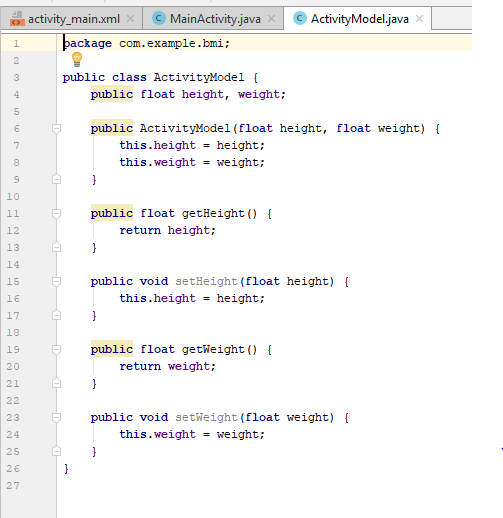 activity_main.xml MainActivity.java ActivityModel.java
1 package com.example.bmi;
2
3 public class ActivityModel {
4 public float height, weight;
5
6 public ActivityModel(float height, float weight) {
7 this.height = height;
8 this.weight = weight;
9 }
10
11 public float getHeight() {
12 return height;
13 }
14
15 public void setHeight(float height) {
16 this.height = height;
17 }
18
19 public float getWeight() {
20 return weight;
21 }
22
23 public void setWeight(float weight) {
24 this.weight = weight;
25 }
26 }
27